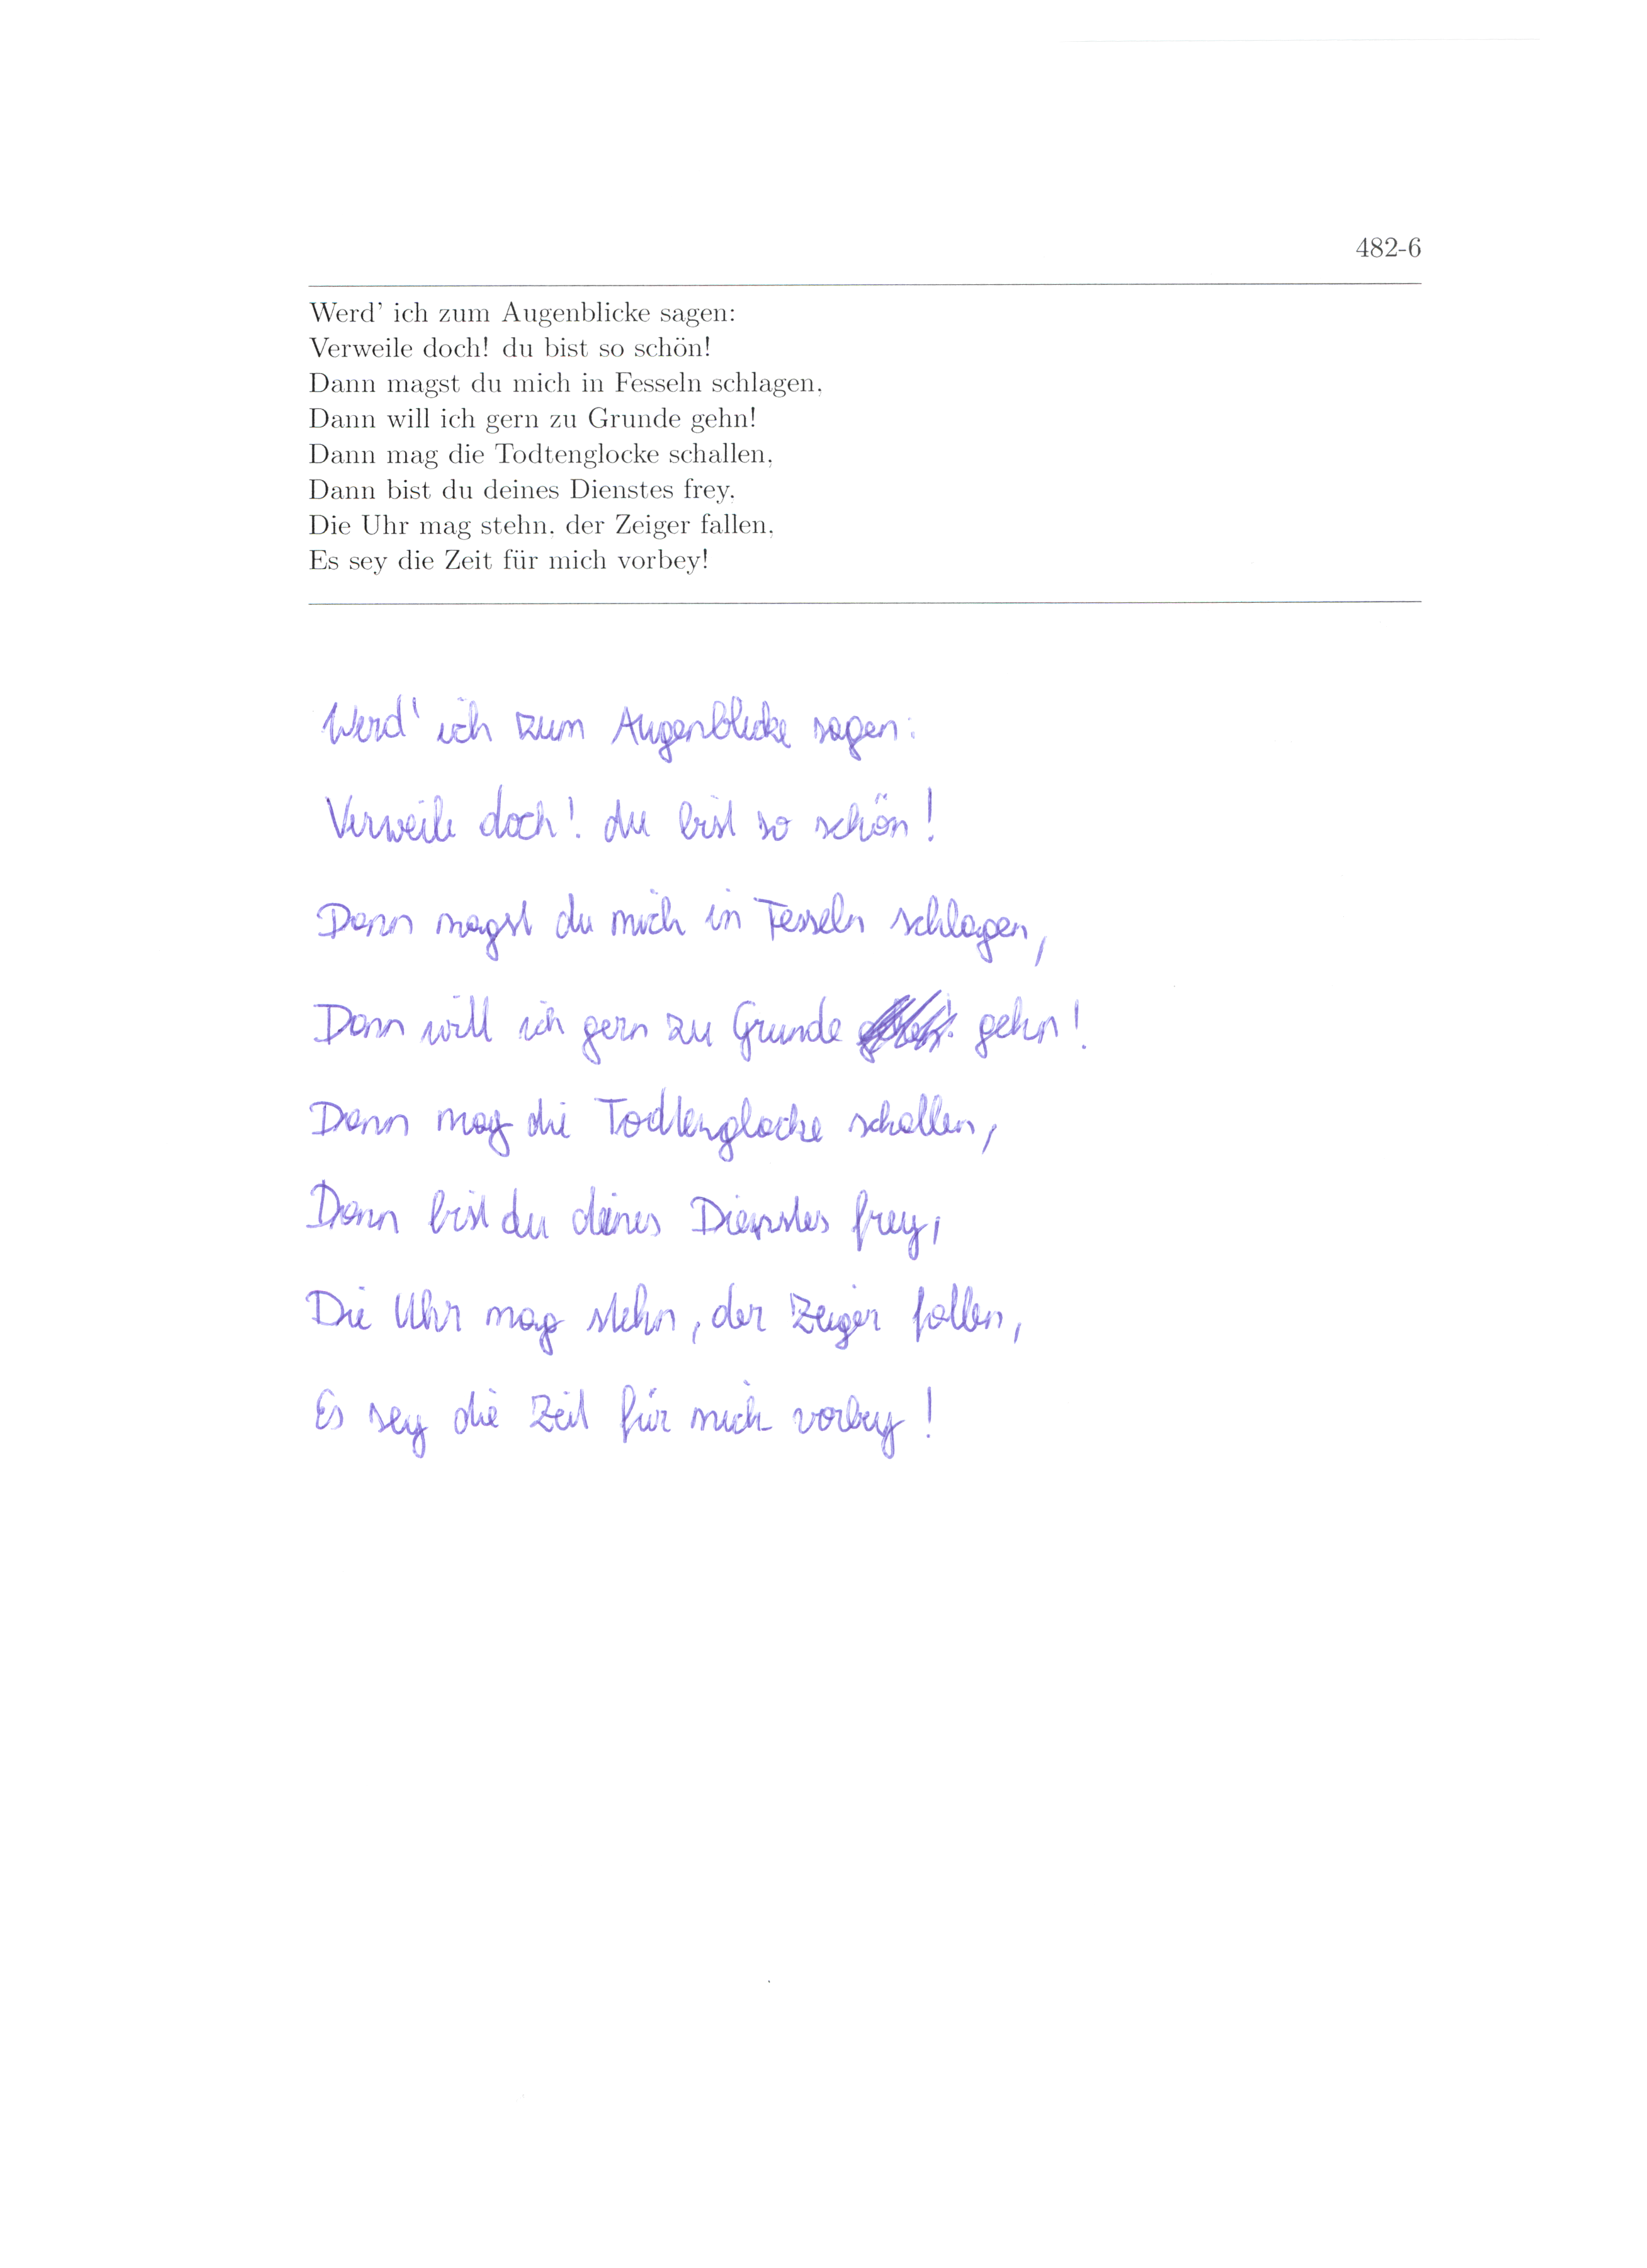 482-6
Werd' ich zum Augenblicke sagen:
Verweile doch! du bist so schön!
Dann magst du mich in Fesseln schlagen,
Dann will ich gern zu Grunde gehn!
Dann mag die Todtenglocke schallen,
Dann bist du deines Dienstes frey,
Die Uhr mag stehn, der Zeiger fallen,
Es sey die Zeit für mich vorbey!
Werd' ich zum Augenblicke sagen:
Verweile doch! du bist so schön!
Dann magst du mich in Fesseln schlagen,
Dann will ich gern zu Grunde gehn!
Dann mag die Todtenglocke schallen,
Dann bist du deines Dienstes frey,
Die Uhr mag stehn, der Zeiger fallen,
Es sey die Zeit für mich vorbey!